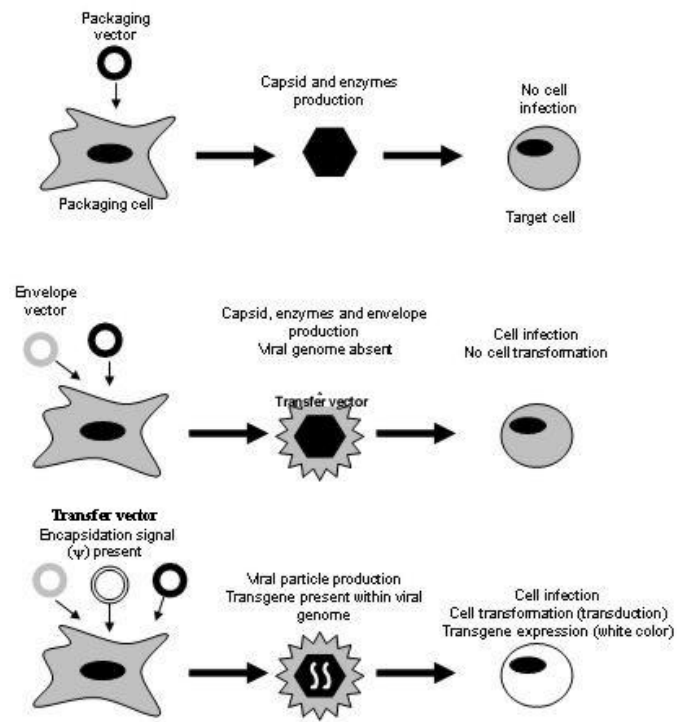 Packaging
vector
Capsid and enzymes
production
No cell
infection
Packaging cell
Target cell
Envelope
vector
Capsid, enzymes and envelope
production
Viral genome absent
Cell infection
No cell transformation
Transfer vector
Transfer vector
Encapsidation signal
(ψ) present
Viral particle production
Transgene present within viral
genome
Cell infection
Cell transformation (transduction)
Transgene expression (white color)